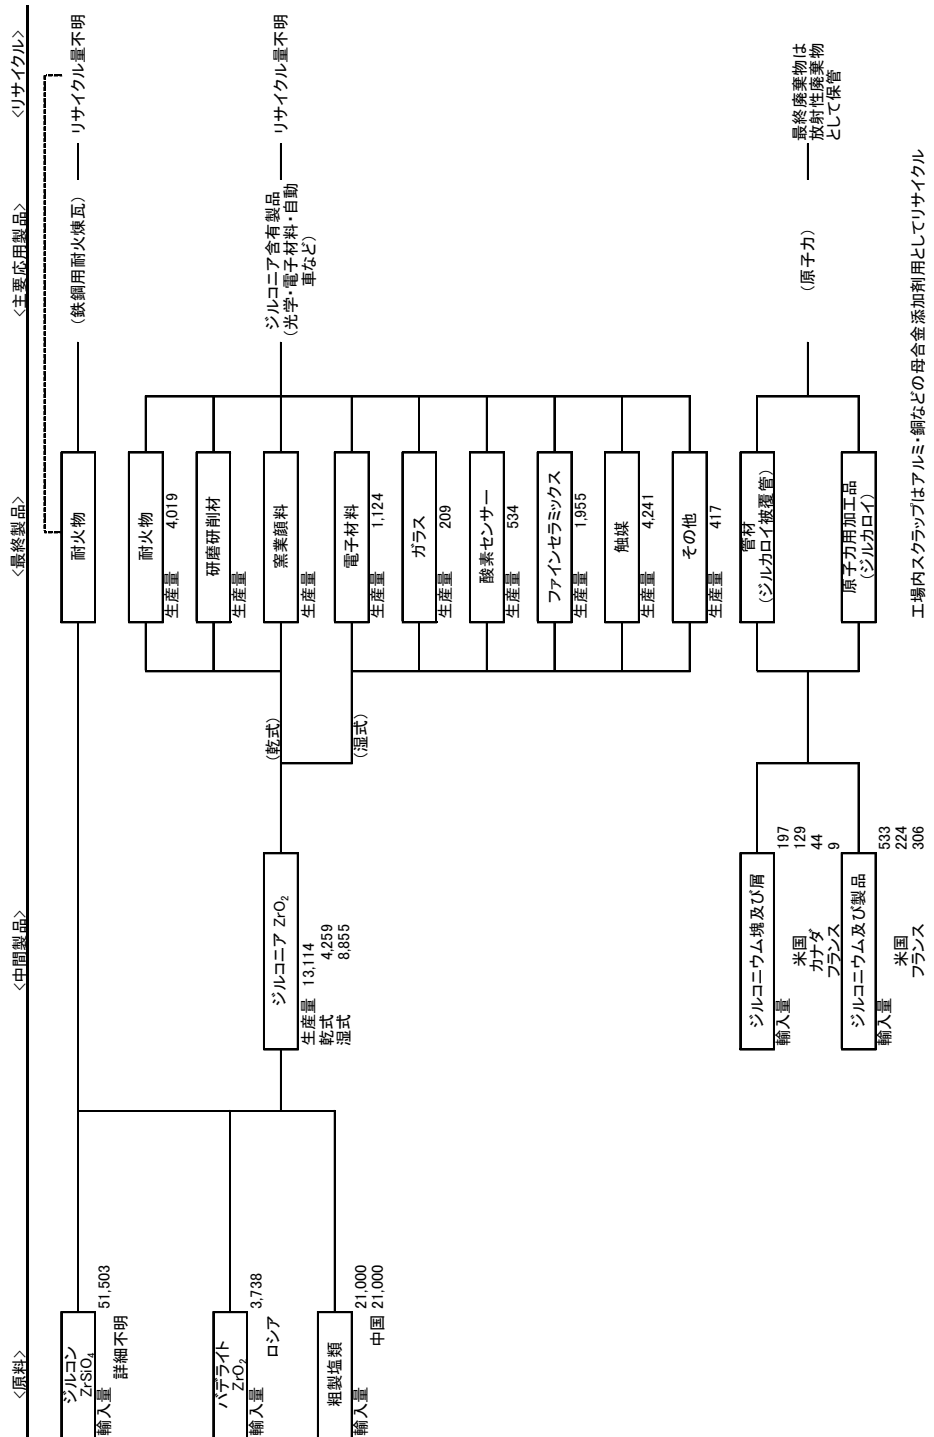 <原料>
<中間製品>
<最終製品>
<主要応用製品>
<リサイクル>
ジルコン
ZrSiO₄
輸入量 51,503
詳細不明
バデライト
ZrO₂
輸入量 3,738
ロシア
粗製塩類
輸入量 21,000
中国 21,000
ジルコニア ZrO₂
生産量 13,114
乾式 4,259
湿式 8,855
(乾式)
(湿式)
ジルコニウム塊及び屑
輸入量 197
米国 129
カナダ 44
フランス 9
ジルコニウム及び製品
輸入量 533
米国 224
フランス 306
耐火物
耐火物
生産量 4,019
研磨研削材
生産量
窯業顔料
生産量
電子材料
生産量 1,124
ガラス
生産量 209
酸素センサー
生産量 534
ファインセラミックス
生産量 1,955
触媒
生産量 4,241
その他
生産量 417
管材
(ジルカロイ被覆管)
原子力用加工品
(ジルカロイ)
(鉄鋼用耐火煉瓦)
リサイクル量不明
ジルコニア含有製品
(光学・電子材料・自動
車など)
リサイクル量不明
(原子力)
最終廃棄物は
放射性廃棄物
として保管
工場内スクラップはアルミ・銅などの母合金添加剤用としてリサイクル